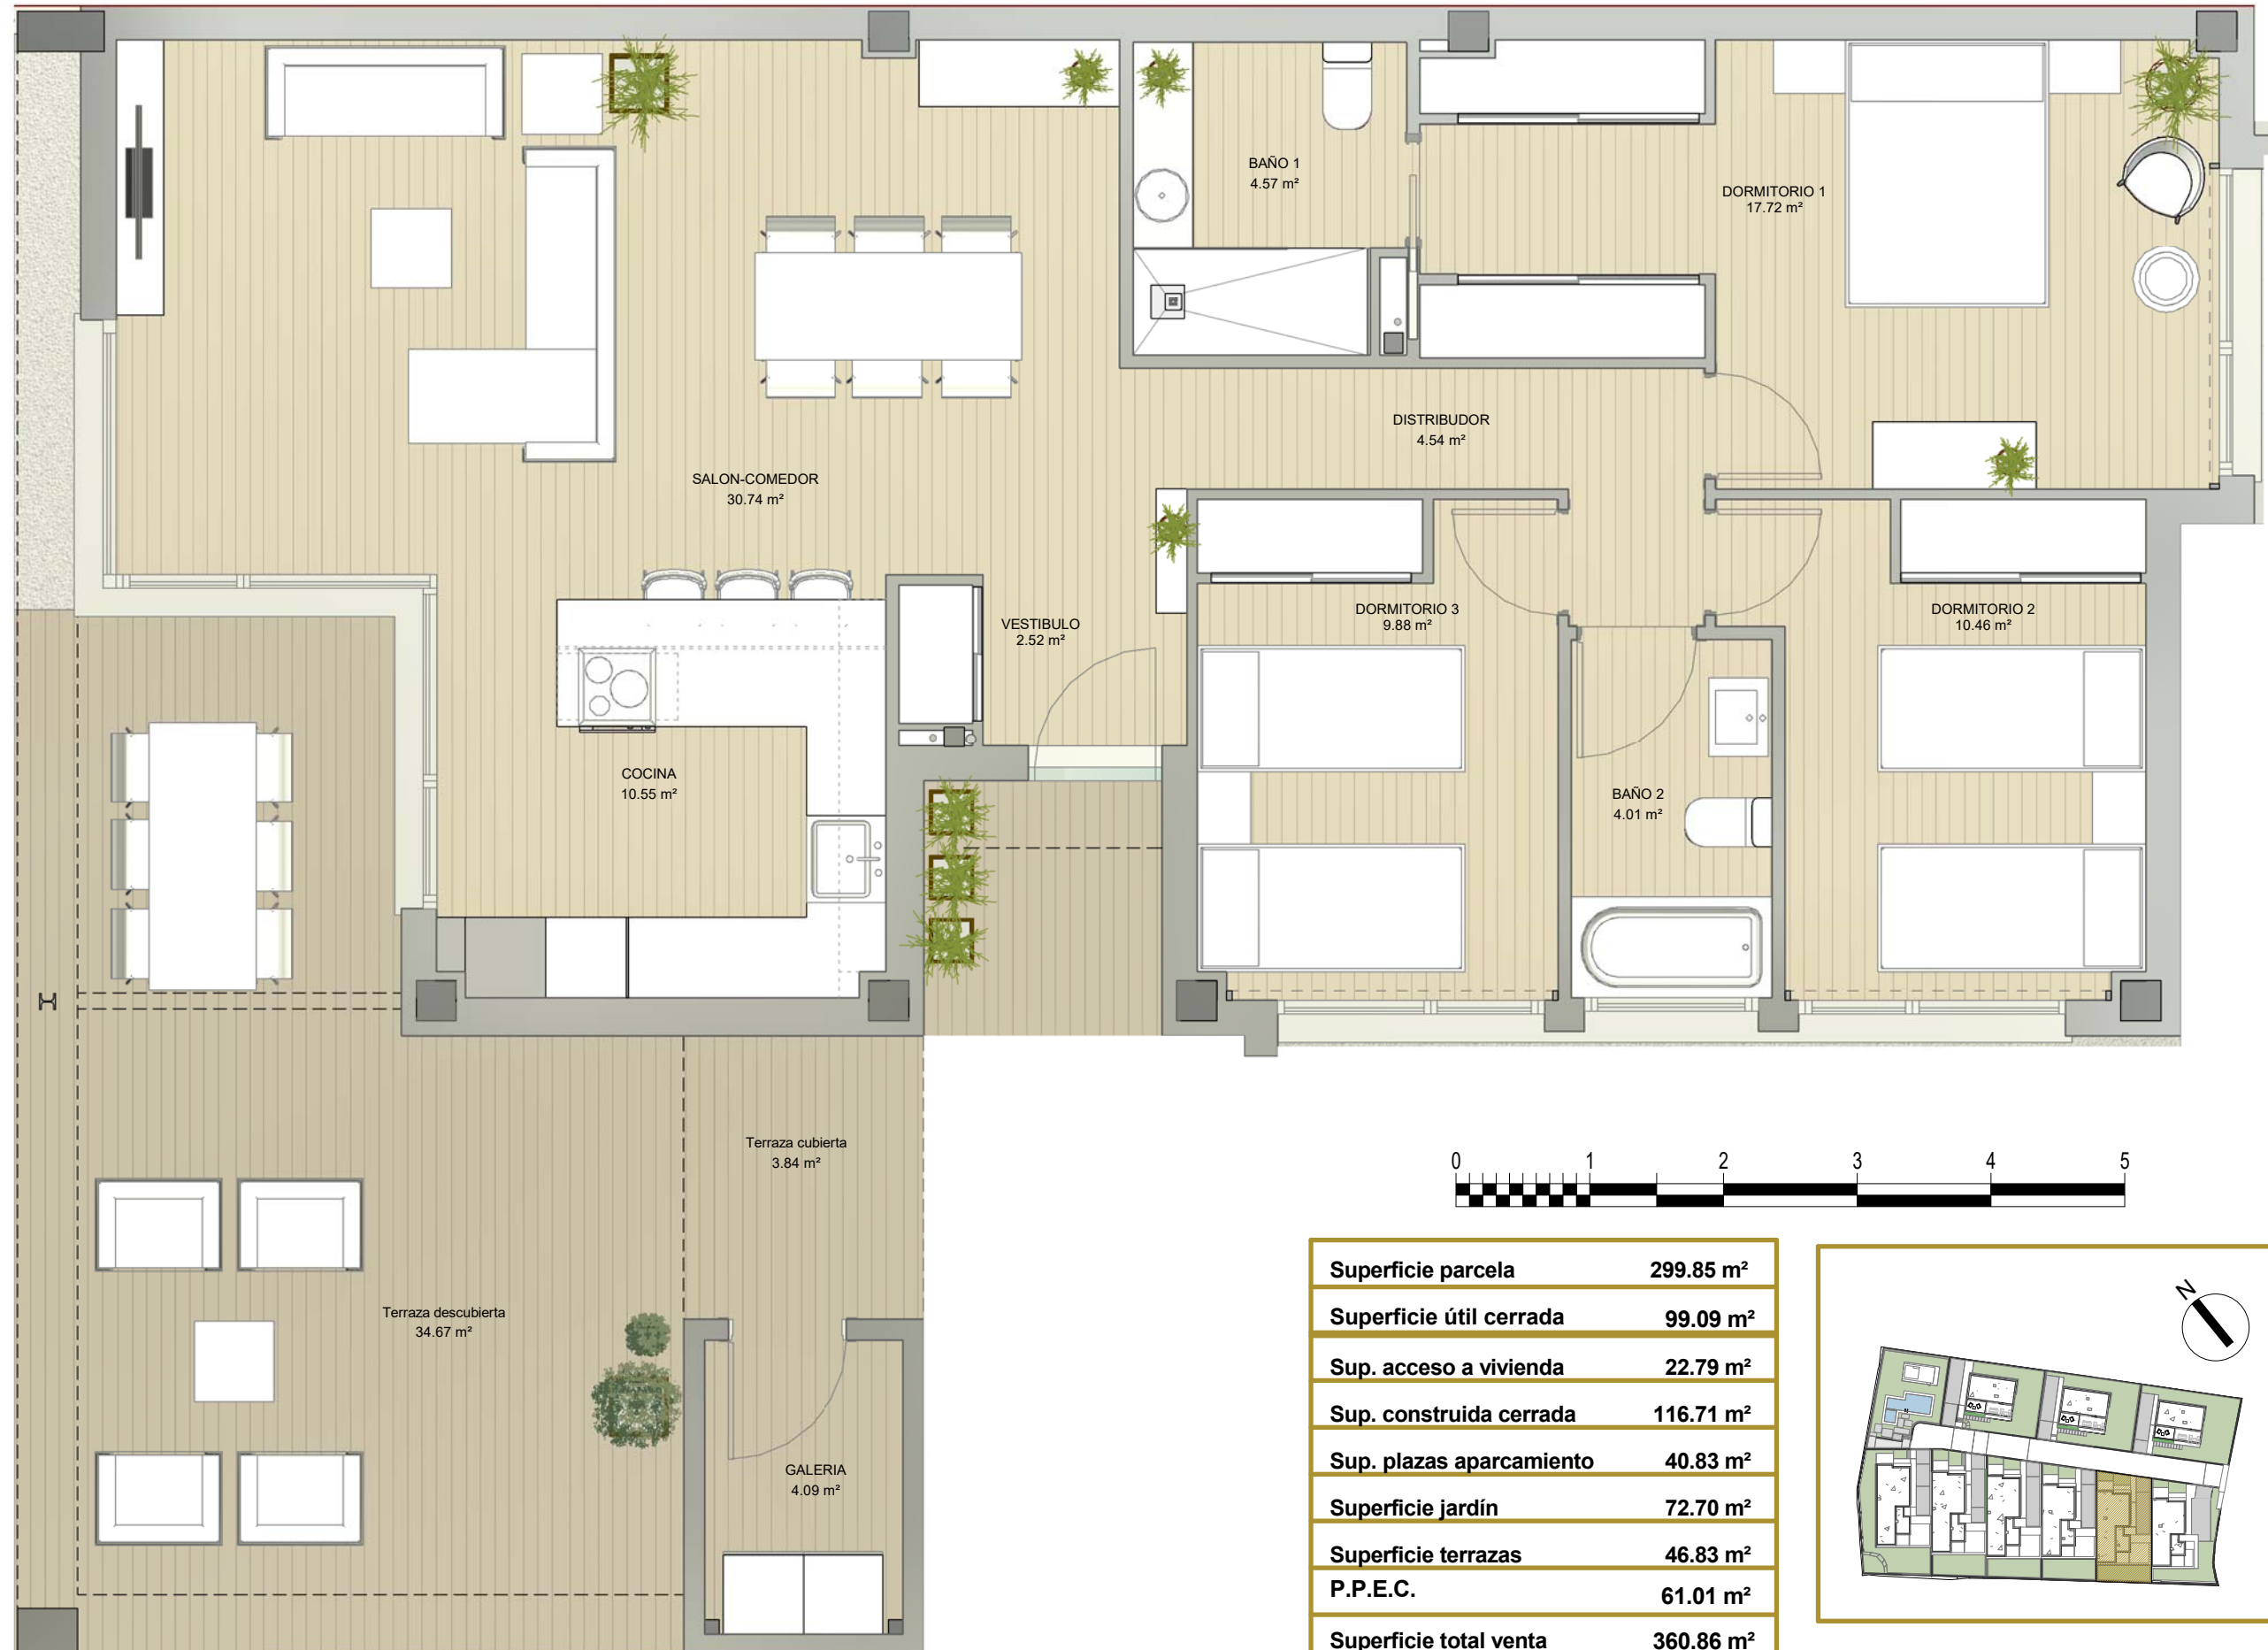 BAÑO 1
4.57 m²
DORMITORIO 1
17.72 m²
DISTRIBUDOR
4.54 m²
SALON-COMEDOR
30.74 m²
VESTIBULO
2.52 m²
DORMITORIO 3
9.88 m²
DORMITORIO 2
10.46 m²
COCINA
10.55 m²
BAÑO 2
4.01 m²
Terraza cubierta
3.84 m²
Terraza descubierta
34.67 m²
GALERIA
4.09 m²
0 1 2 3 4 5
Superficie parcela 299.85 m²
Superficie útil cerrada 99.09 m²
Sup. acceso a vivienda 22.79 m²
Sup. construida cerrada 116.71 m²
Sup. plazas aparcamiento 40.83 m²
Superficie jardín 72.70 m²
Superficie terrazas 46.83 m²
P.P.E.C. 61.01 m²
Superficie total venta 360.86 m²
N